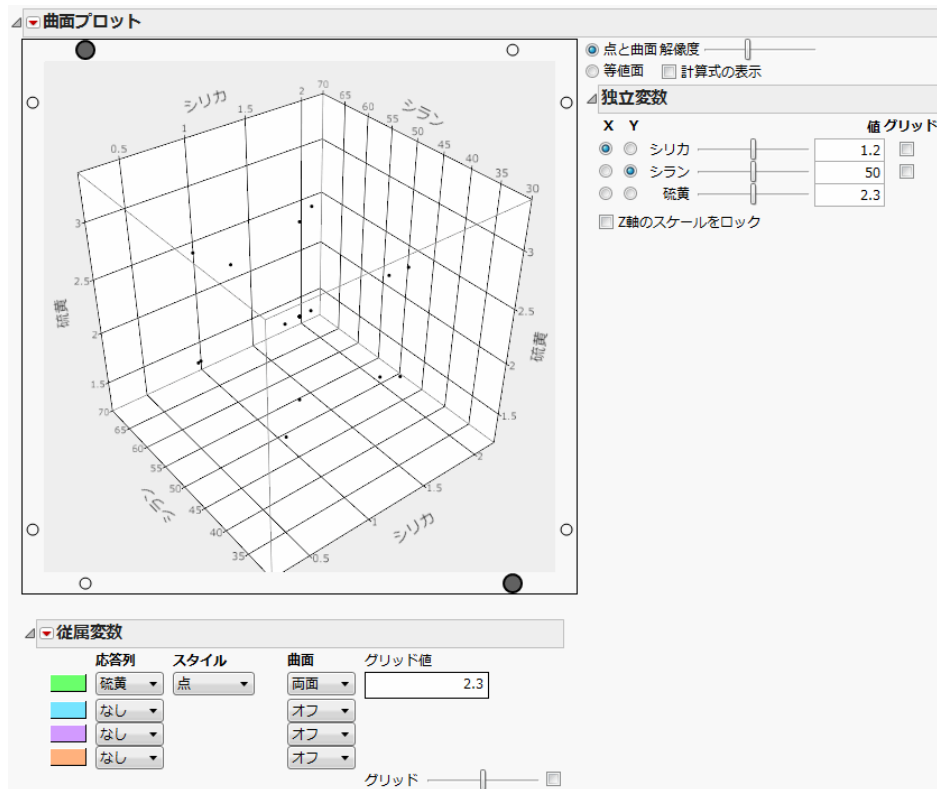 曲面プロット
点と曲面 解像度
等値面 計算式の表示
独立変数
X Y 値 グリッド
シリカ 1.2
シラン 50
硫黄 2.3
Z軸のスケールをロック
シリカ
シラン
0.5 1 1.5 2
70 65 60 55 50 45 40 35 30
硫黄
3 2.5 2 1.5
硫黄
3 2.5 2 1.5
シラン
70 65 60 55 50 45 40 35
シリカ
0.5 1 1.5 2
従属変数
応答列 スタイル 曲面 グリッド値
硫黄 点 両面 2.3
なし オフ
なし オフ
なし オフ
グリッド